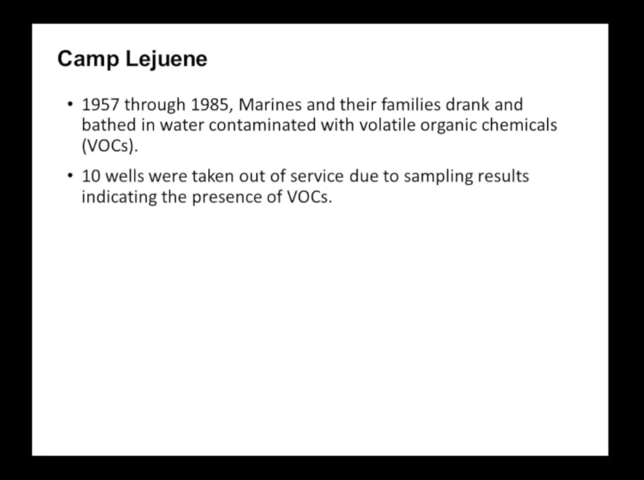 Camp Lejuene
• 1957 through 1985, Marines and their families drank and
bathed in water contaminated with volatile organic chemicals
(VOCs).
• 10 wells were taken out of service due to sampling results
indicating the presence of VOCs.